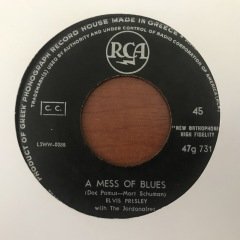 PRODUCT OF GREEK PHONOGRAPH RECORD HOUSE MADE IN GREECE
TRADEMARK(S) USED BY AUTHORITY AND UNDER CONTROL OF RADIO CORPORATION OF AMERICA
RCA
C. C.
45
L2WW-0285
"NEW ORTHOPHONIC"
HIGH FIDELITY
47g 731
A MESS OF BLUES
(Doc Pomus-Mort Schuman)
ELVIS PRESLEY
with The Jordanaires